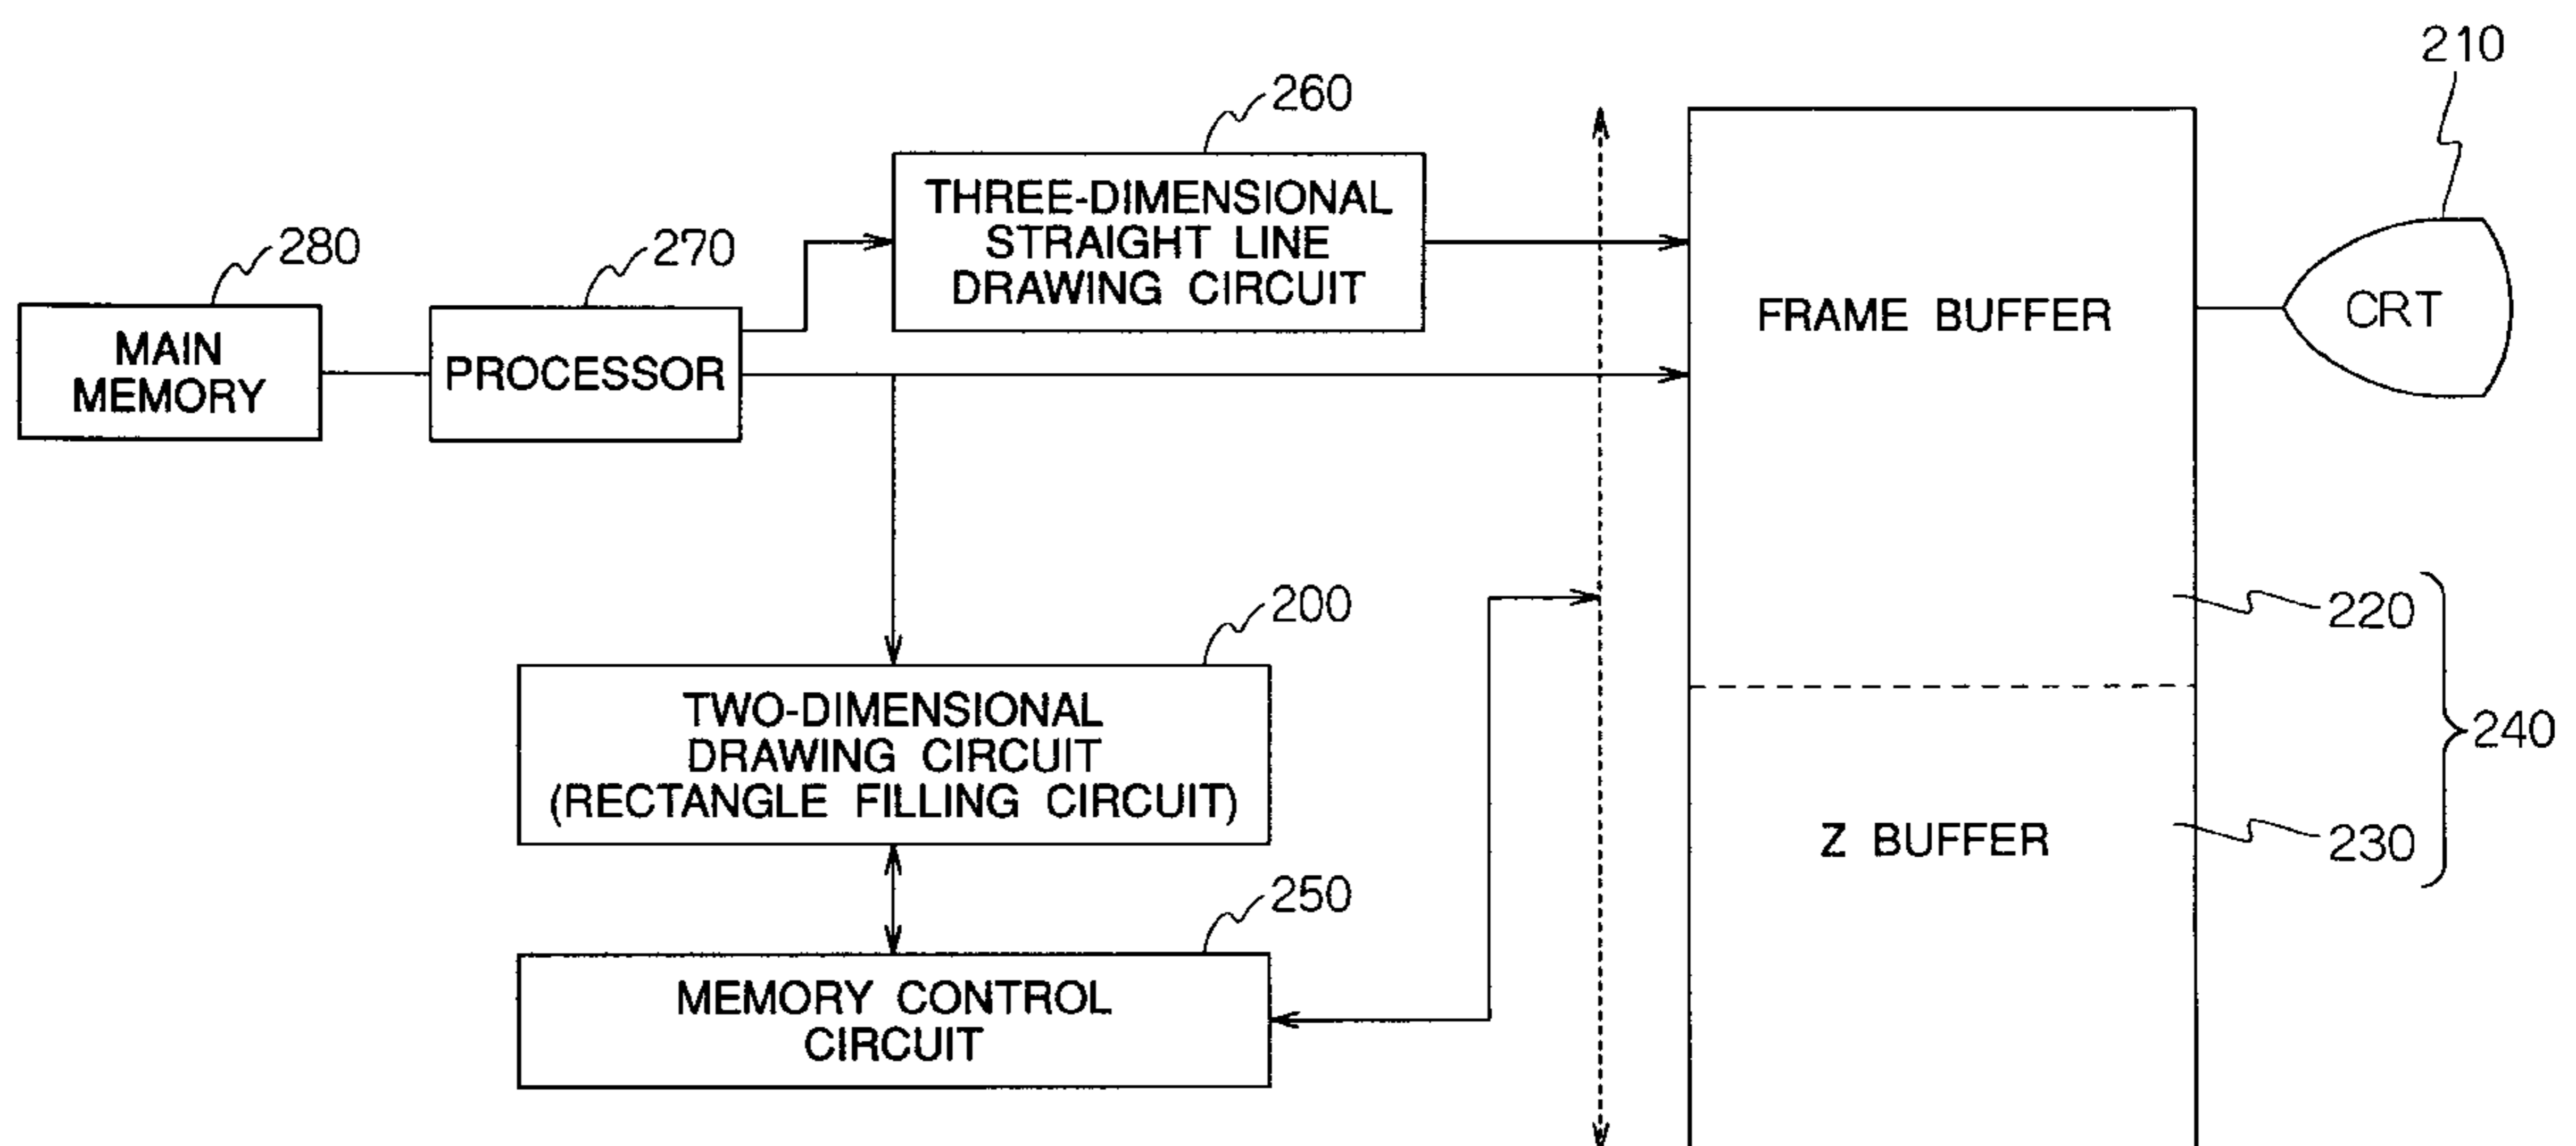 210
260
THREE-DIMENSIONAL
STRAIGHT LINE
DRAWING CIRCUIT
280
270
MAIN
MEMORY
PROCESSOR
FRAME BUFFER
CRT
200
220
TWO-DIMENSIONAL
DRAWING CIRCUIT
(RECTANGLE FILLING CIRCUIT)
240
Z BUFFER
230
250
MEMORY CONTROL
CIRCUIT